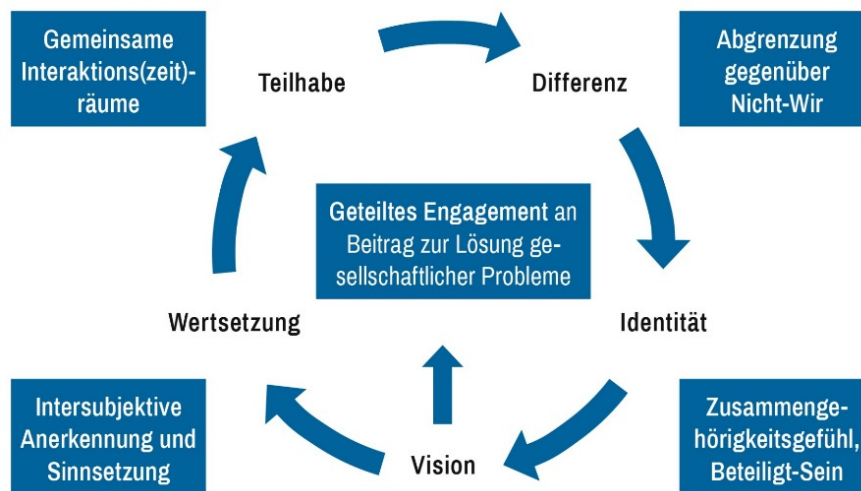 Gemeinsame
Interaktions(zeit)-
räume
Teilhabe
Differenz
Abgrenzung
gegenüber
Nicht-Wir
Geteiltes Engagement an
Beitrag zur Lösung ge-
sellschaftlicher Probleme
Wertsetzung
Identität
Intersubjektive
Anerkennung und
Sinnsetzung
Vision
Zusammenge-
hörigkeitsgefühl,
Beteiligt-Sein